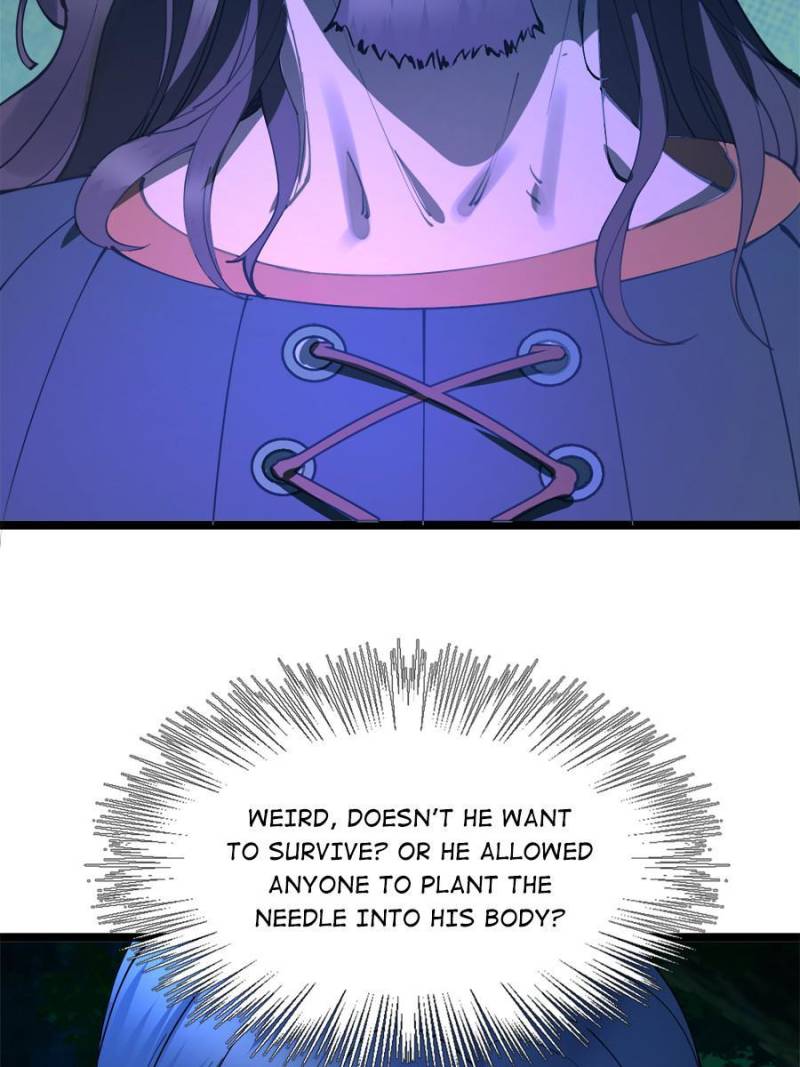 WEIRD, DOESN'T HE WANT
TO SURVIVE? OR HE ALLOWED
ANYONE TO PLANT THE
NEEDLE INTO HIS BODY?